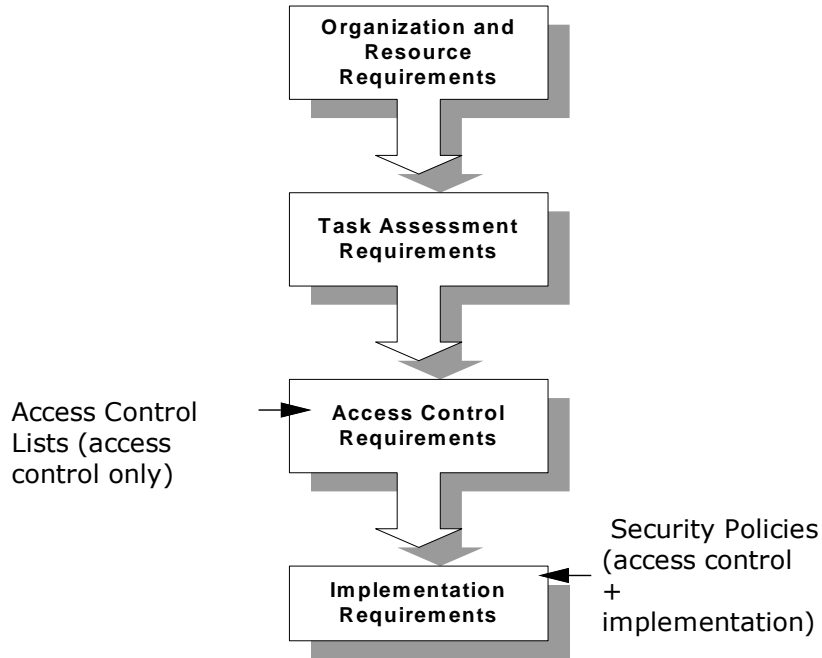 Organization and
Resource
Requirements
Task Assessment
Requirements
Access Control
Lists (access
control only)
Access Control
Requirements
Security Policies
(access control
+
implementation)
Implementation
Requirements